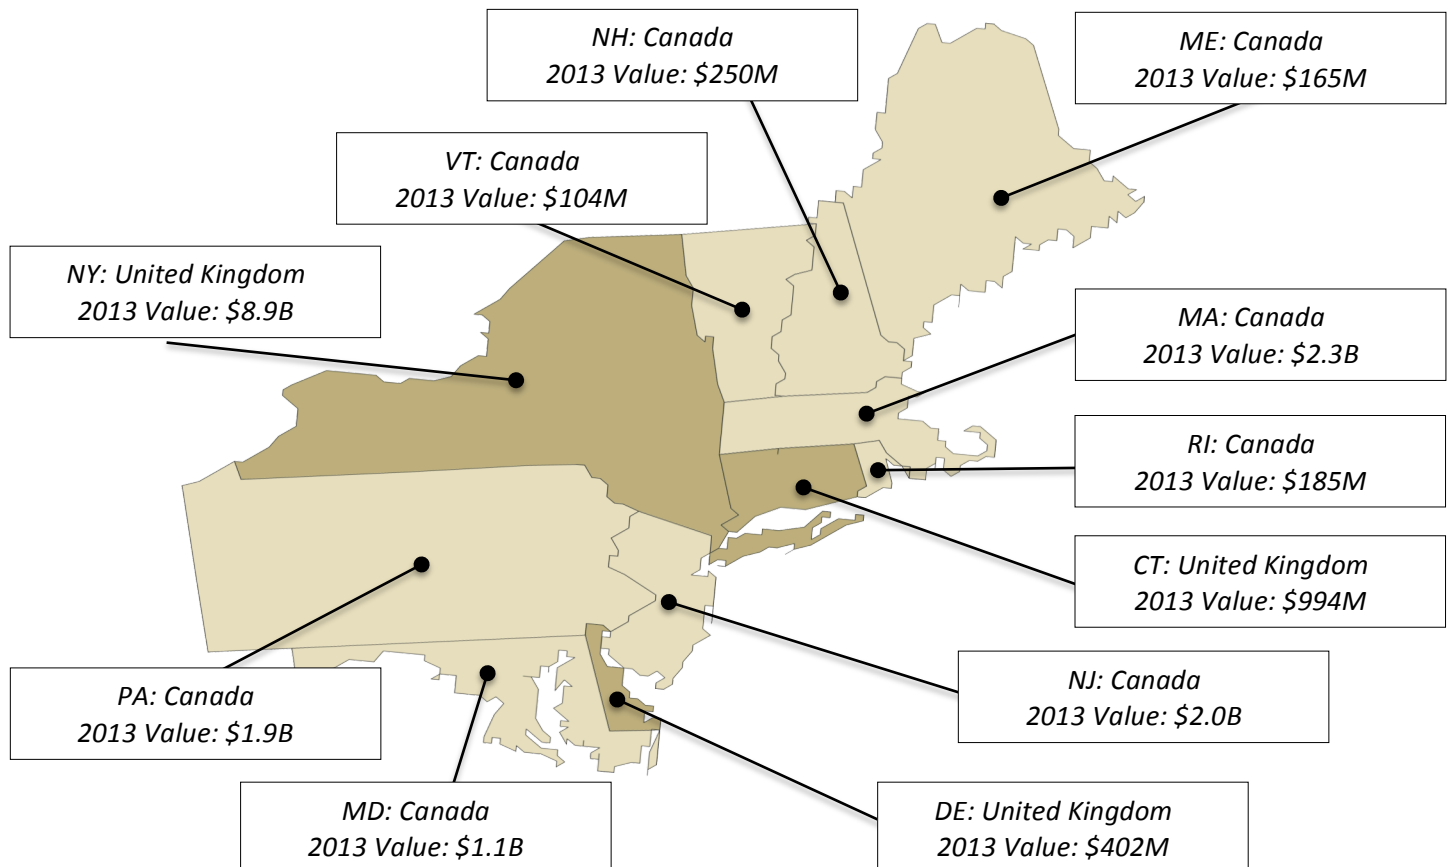 NH: Canada
2013 Value: $250M
ME: Canada
2013 Value: $165M
VT: Canada
2013 Value: $104M
NY: United Kingdom
2013 Value: $8.9B
MA: Canada
2013 Value: $2.3B
RI: Canada
2013 Value: $185M
CT: United Kingdom
2013 Value: $994M
NJ: Canada
2013 Value: $2.0B
PA: Canada
2013 Value: $1.9B
MD: Canada
2013 Value: $1.1B
DE: United Kingdom
2013 Value: $402M